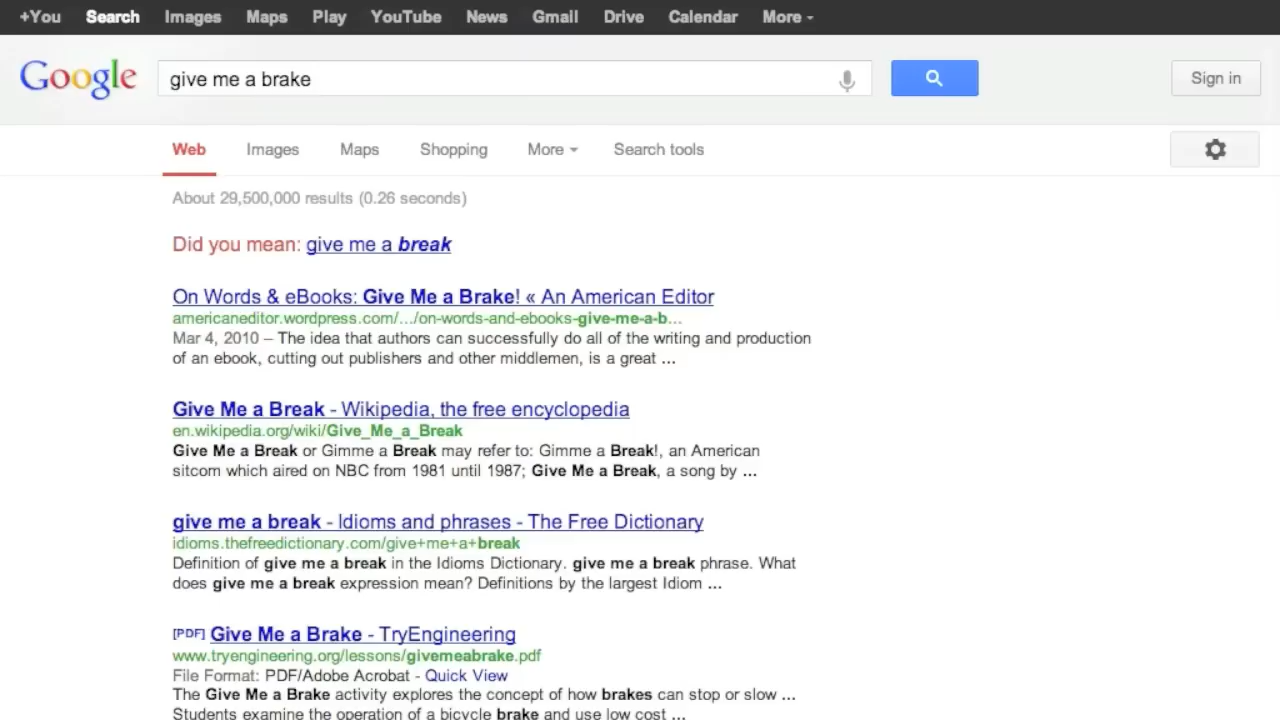 +You Search Images Maps Play YouTube News Gmail Drive Calendar More
Google give me a brake Sign in
Web Images Maps Shopping More Search tools
About 29,500,000 results (0.26 seconds)
Did you mean: give me a break
On Words & eBooks: Give Me a Brake! « An American Editor
americaneditor.wordpress.com/.../on-words-and-ebooks-give-me-a-b...
Mar 4, 2010 – The idea that authors can successfully do all of the writing and production
of an ebook, cutting out publishers and other middlemen, is a great ...
Give Me a Break - Wikipedia, the free encyclopedia
en.wikipedia.org/wiki/Give_Me_a_Break
Give Me a Break or Gimme a Break may refer to: Gimme a Break!, an American
sitcom which aired on NBC from 1981 until 1987; Give Me a Break, a song by ...
give me a break - Idioms and phrases - The Free Dictionary
idioms.thefreedictionary.com/give+me+a+break
Definition of give me a break in the Idioms Dictionary. give me a break phrase. What
does give me a break expression mean? Definitions by the largest Idiom ...
[PDF] Give Me a Brake - TryEngineering
www.tryengineering.org/lessons/givemeabrake.pdf
File Format: PDF/Adobe Acrobat - Quick View
The Give Me a Brake activity explores the concept of how brakes can stop or slow ...
Students examine the operation of a bicycle brake and use low cost ...